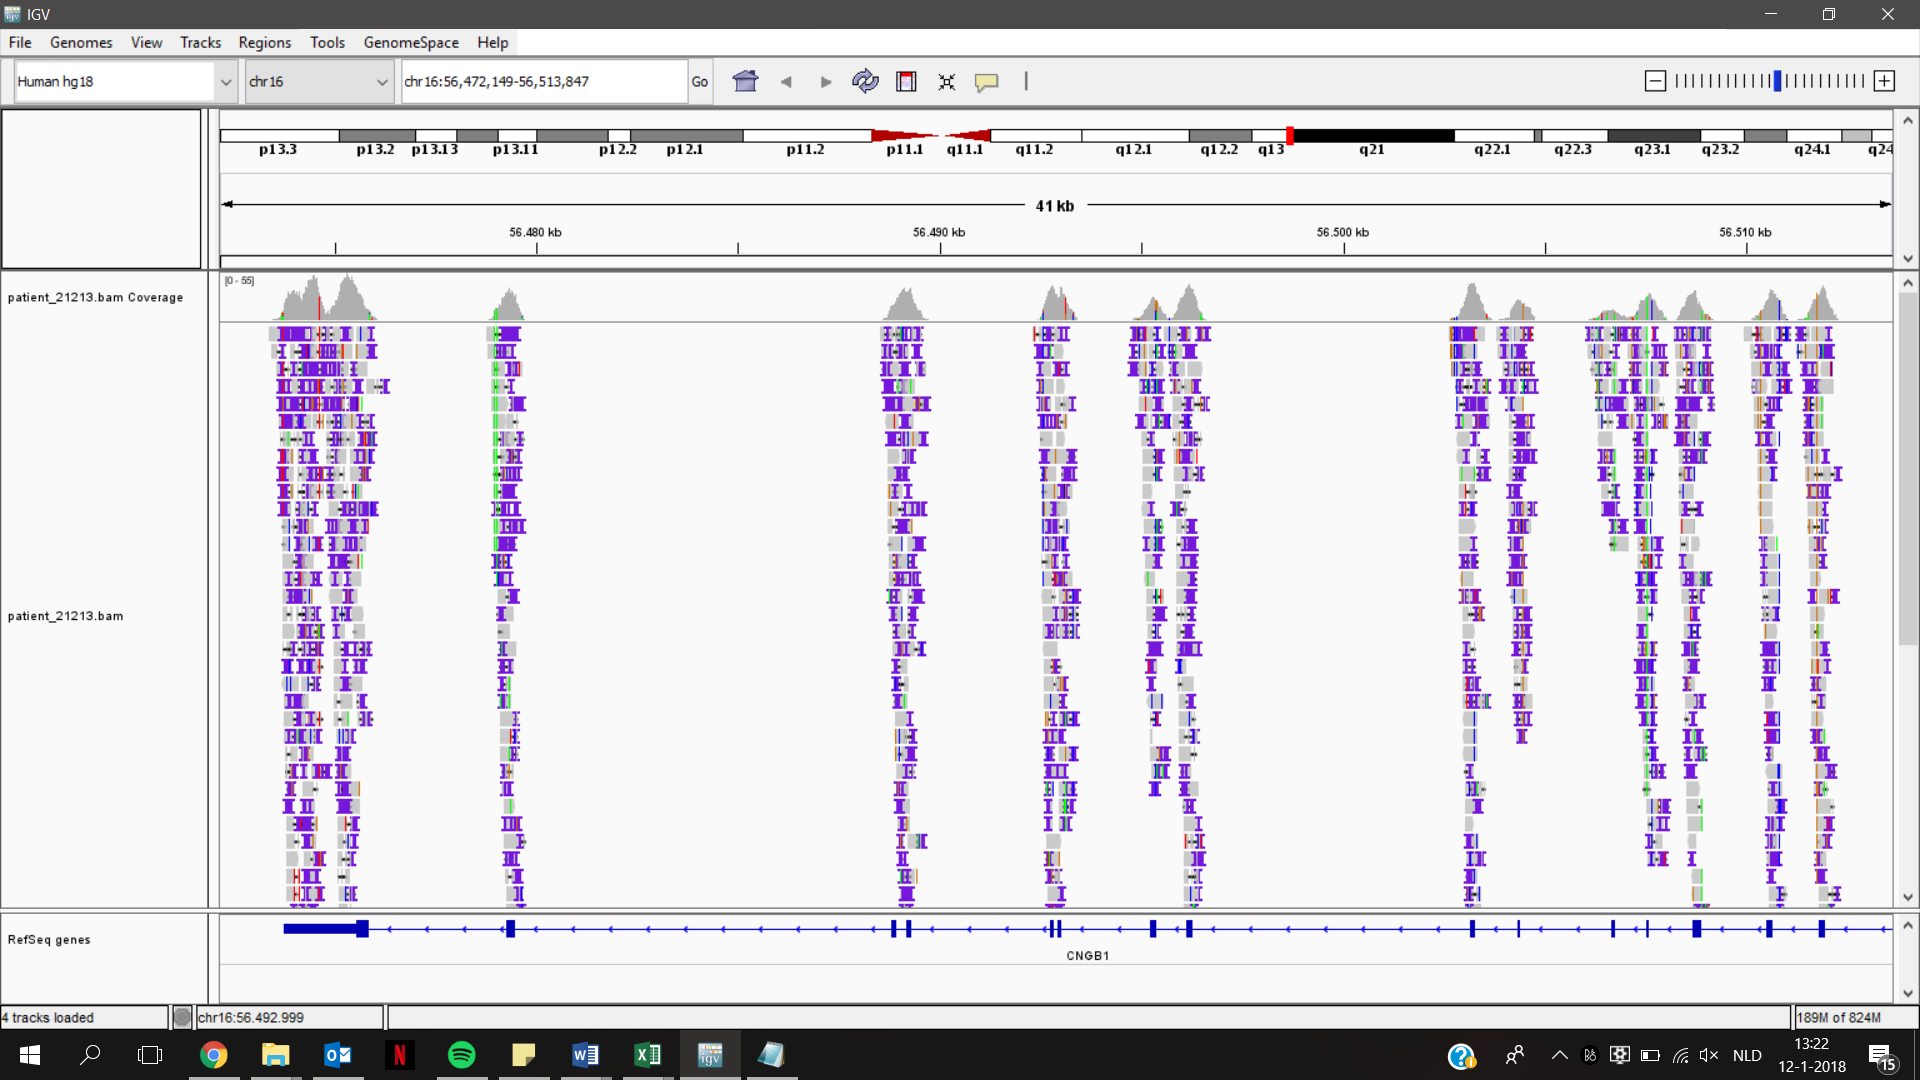 IGV
File Genomes View Tracks Regions Tools GenomeSpace Help
Human hg18 chr16 chr16:56,472,149-56,513,847 Go
p13.3 p13.2 p13.13 p13.11 p12.2 p12.1 p11.2 p11.1 q11.1 q11.2 q12.1 q12.2 q13 q21 q22.1 q22.3 q23.1 q23.2 q24.1 q24
41 kb
56.480 kb 56.490 kb 56.500 kb 56.510 kb
[0 - 55]
patient_21213.bam Coverage
patient_21213.bam
RefSeq genes
CNGB1
4 tracks loaded chr16:56.492.999 189M of 824M
NLD
13:22
12-1-2018
15